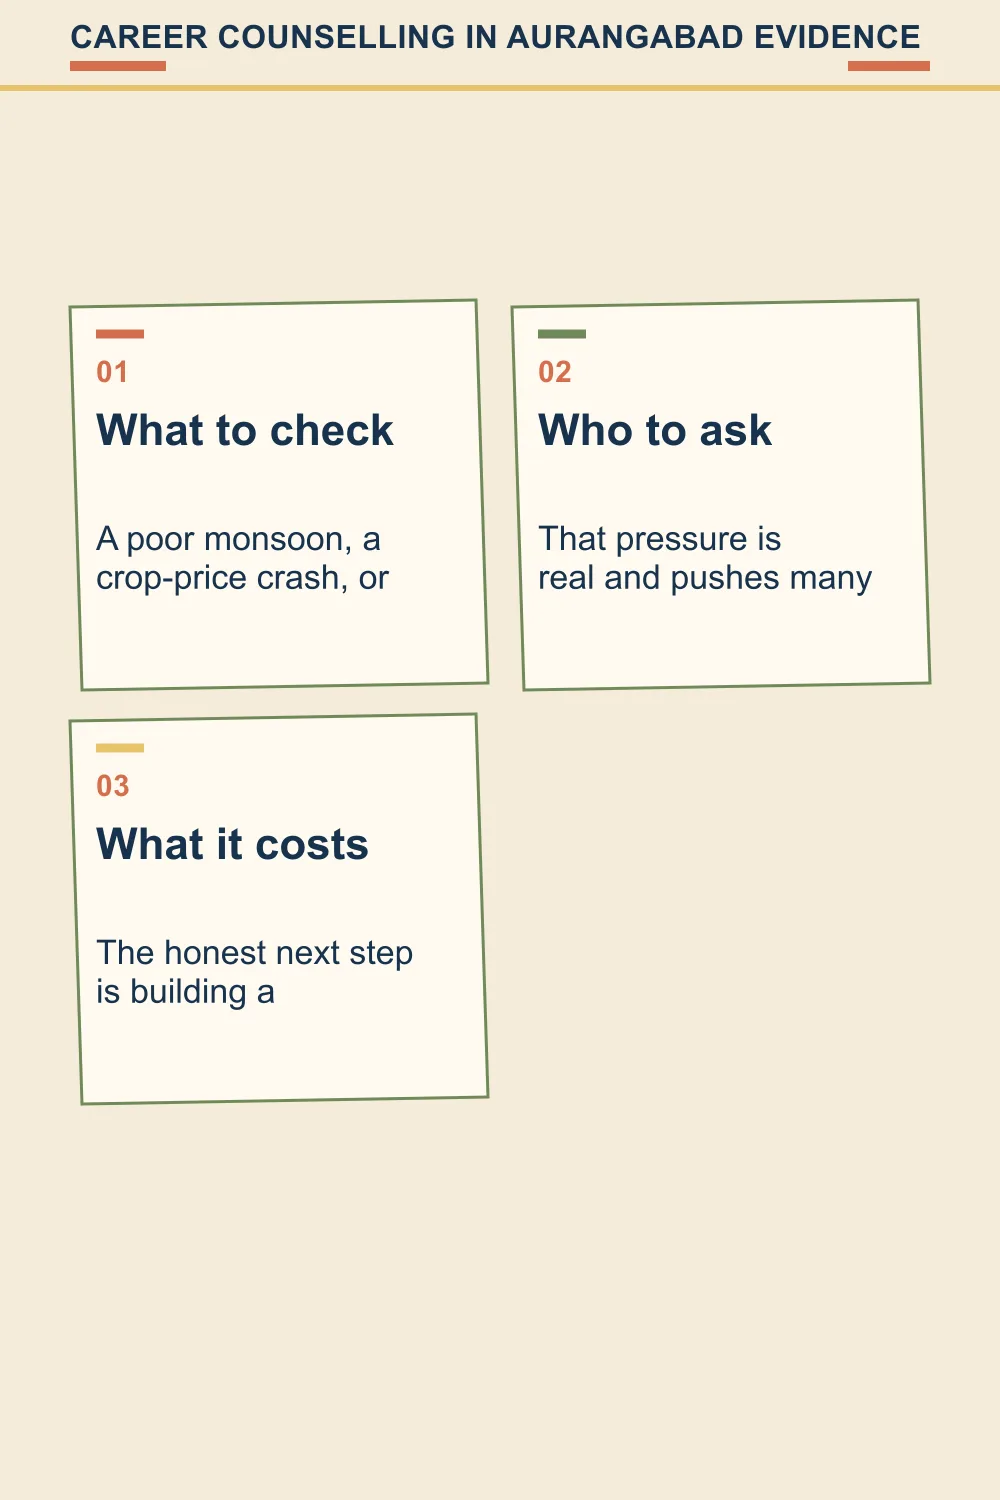 CAREER COUNSELLING IN AURANGABAD EVIDENCE
01
What to check
A poor monsoon, a
crop-price crash, or
02
Who to ask
That pressure is
real and pushes many
03
What it costs
The honest next step
is building a